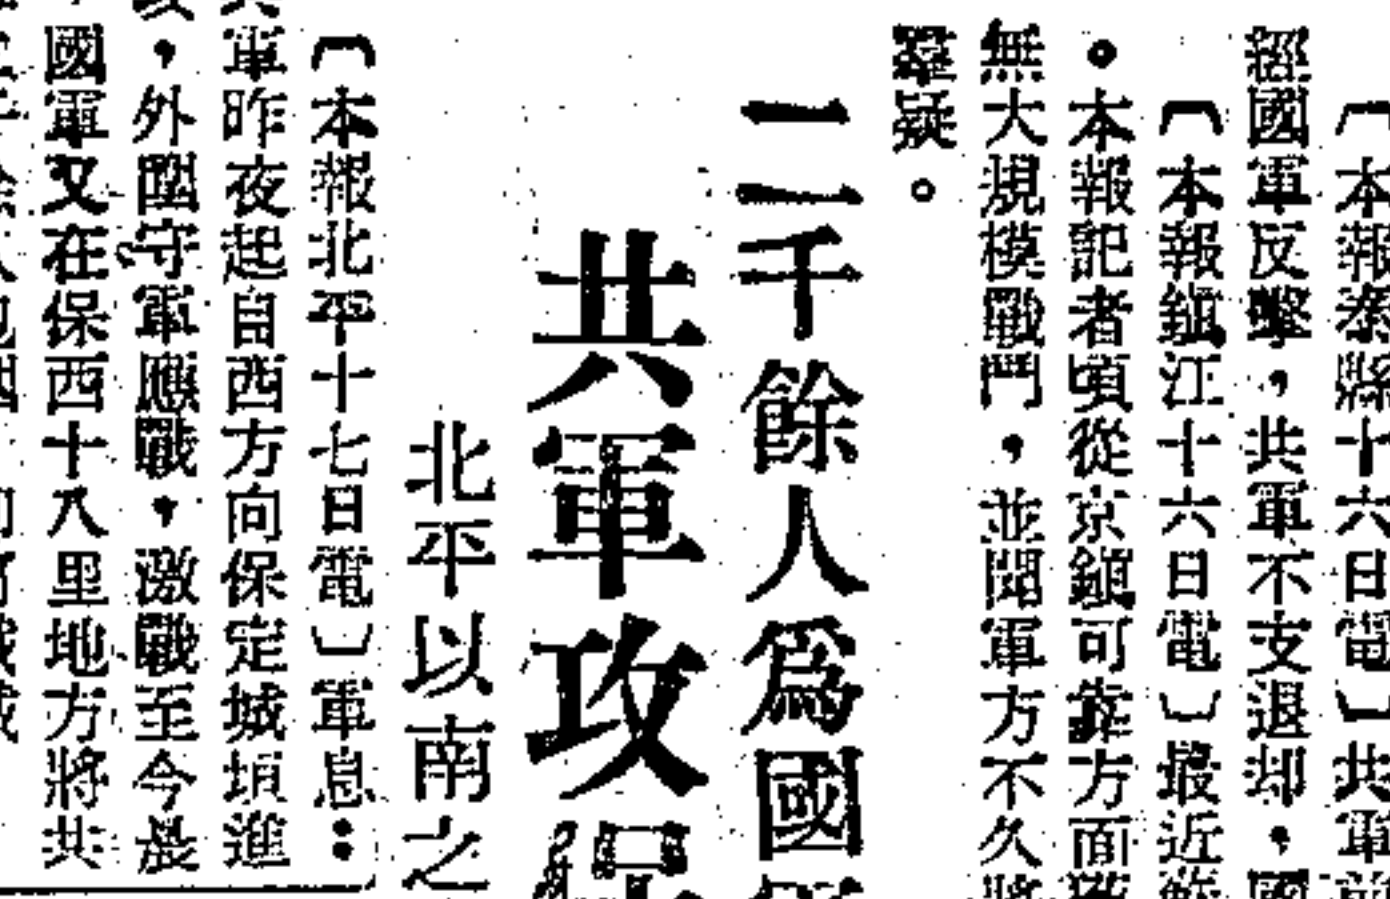 〔本報泰縣十六日電〕共軍
經國軍反擊，共軍不支退却，國
〔本報鎭江十六日電〕最近
。本報記者頃從京鎭可靠方面
無大規模戰鬥，並聞軍方不久將
羣疑。
二千餘人爲國
共軍攻保
北平以南之
〔本報北平十七日電〕軍息：
共軍昨夜起自西方向保定城垣進
攻，外圍守軍應戰，激戰至今晨
國軍又在保西十八里地方將共